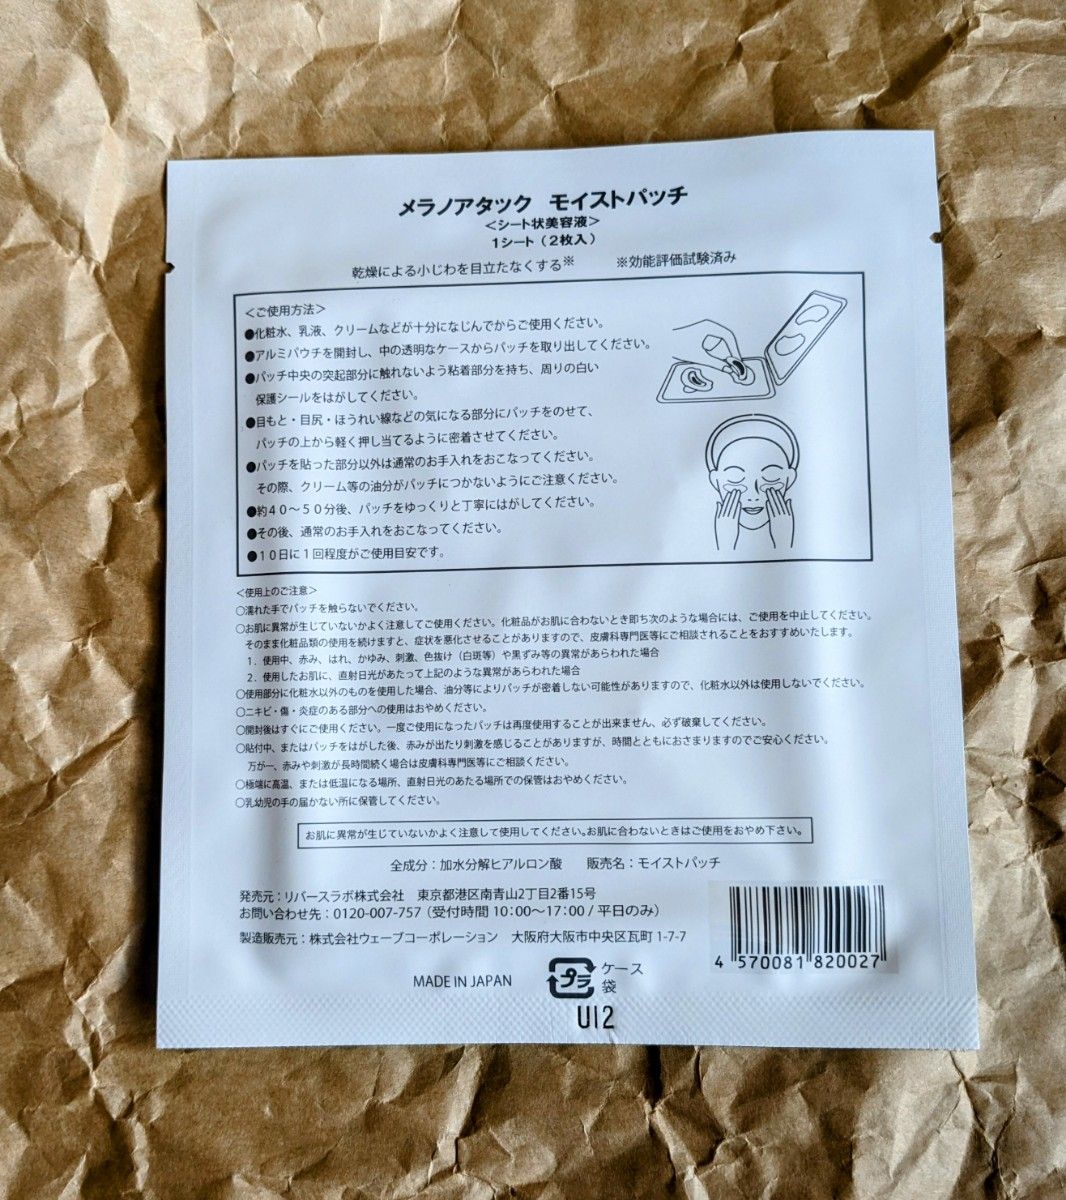 メラノアタック モイストパッチ
＜シート状美容液＞
1シート（2枚入）
乾燥による小じわを目立たなくする※ ※効能評価試験済み
＜ご使用方法＞
●化粧水、乳液、クリームなどが十分になじんでからご使用ください。
●アルミパウチを開封し、中の透明なケースからパッチを取り出してください。
●パッチ中央の突起部分に触れないよう粘着部分を持ち、周りの白い
保護シールをはがしてください。
●目もと・目尻・ほうれい線などの気になる部分にパッチをのせて、
パッチの上から軽く押し当てるように密着させてください。
●パッチを貼った部分以外は通常のお手入れをおこなってください。
その際、クリーム等の油分がパッチにつかないようにご注意ください。
●約40～50分後、パッチをゆっくりと丁寧にはがしてください。
●その後、通常のお手入れをおこなってください。
●10日に1回程度がご使用目安です。
＜使用上のご注意＞
○濡れた手でパッチを触らないでください。
○お肌に異常が生じていないかよく注意してご使用ください。化粧品がお肌に合わないとき即ち次のような場合には、ご使用を中止してください。
そのまま化粧品類の使用を続けますと、症状を悪化させることがありますので、皮膚科専門医等にご相談されることをおすすめいたします。
1．使用中、赤み、はれ、かゆみ、刺激、色抜け（白斑等）や黒ずみ等の異常があらわれた場合
2．使用したお肌に、直射日光があたって上記のような異常があらわれた場合
○使用部分に化粧水以外のものを使用した場合、油分等によりパッチが密着しない可能性がありますので、化粧水以外は使用しないでください。
○ニキビ・傷・炎症のある部分への使用はおやめください。
○開封後はすぐにご使用ください。一度ご使用になったパッチは再度使用することが出来ません、必ず破棄してください。
○貼付中、またはパッチをはがした後、赤みが出たり刺激を感じることがありますが、時間とともにおさまりますのでご安心ください。
万が一、赤みや刺激が長時間続く場合は皮膚科専門医等にご相談ください。
○極端に高温、または低温になる場所、直射日光のあたる場所での保管はおやめください。
○乳幼児の手の届かない所に保管してください。
お肌に異常が生じていないかよく注意して使用してください。お肌に合わないときはご使用をおやめ下さい。
全成分：加水分解ヒアルロン酸 販売名：モイストパッチ
発売元：リバースラボ株式会社 東京都港区南青山2丁目2番15号
お問い合わせ先：0120-007-757（受付時間 10:00～17:00 / 平日のみ）
製造販売元：株式会社ウェーブコーポレーション 大阪府大阪市中央区瓦町 1-7-7
4 570081 820027
MADE IN JAPAN
プラ
ケース
袋
U12